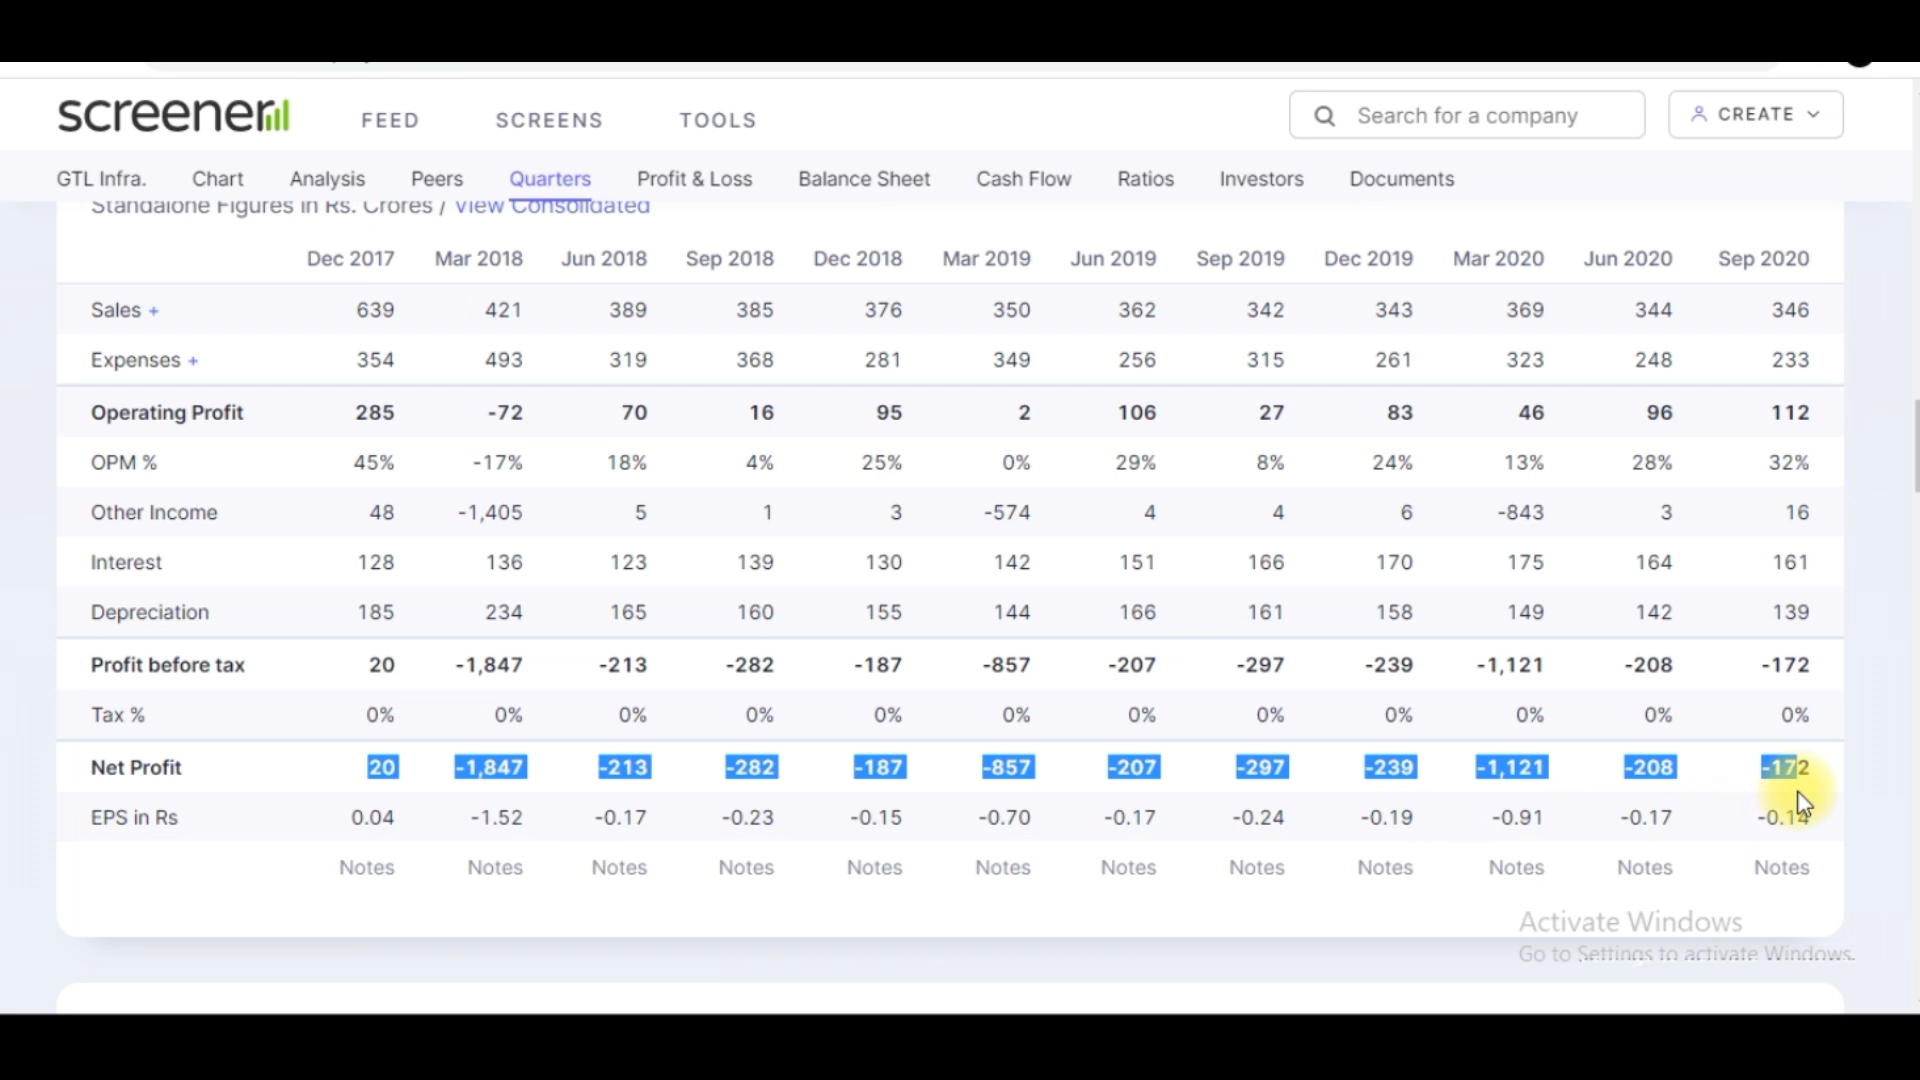 screener FEED SCREENS TOOLS Search for a company CREATE
GTL Infra. Chart Analysis Peers Quarters Profit & Loss Balance Sheet Cash Flow Ratios Investors Documents
Standalone Figures in Rs. Crores / View Consolidated
Dec 2017 Mar 2018 Jun 2018 Sep 2018 Dec 2018 Mar 2019 Jun 2019 Sep 2019 Dec 2019 Mar 2020 Jun 2020 Sep 2020
Sales + 639 421 389 385 376 350 362 342 343 369 344 346
Expenses + 354 493 319 368 281 349 256 315 261 323 248 233
Operating Profit 285 -72 70 16 95 2 106 27 83 46 96 112
OPM % 45% -17% 18% 4% 25% 0% 29% 8% 24% 13% 28% 32%
Other Income 48 -1,405 5 1 3 -574 4 4 6 -843 3 16
Interest 128 136 123 139 130 142 151 166 170 175 164 161
Depreciation 185 234 165 160 155 144 166 161 158 149 142 139
Profit before tax 20 -1,847 -213 -282 -187 -857 -207 -297 -239 -1,121 -208 -172
Tax % 0% 0% 0% 0% 0% 0% 0% 0% 0% 0% 0% 0%
Net Profit 20 -1,847 -213 -282 -187 -857 -207 -297 -239 -1,121 -208 -172
EPS in Rs 0.04 -1.52 -0.17 -0.23 -0.15 -0.70 -0.17 -0.24 -0.19 -0.91 -0.17 -0.14
Notes Notes Notes Notes Notes Notes Notes Notes Notes Notes Notes Notes
Activate Windows
Go to Settings to activate Windows.